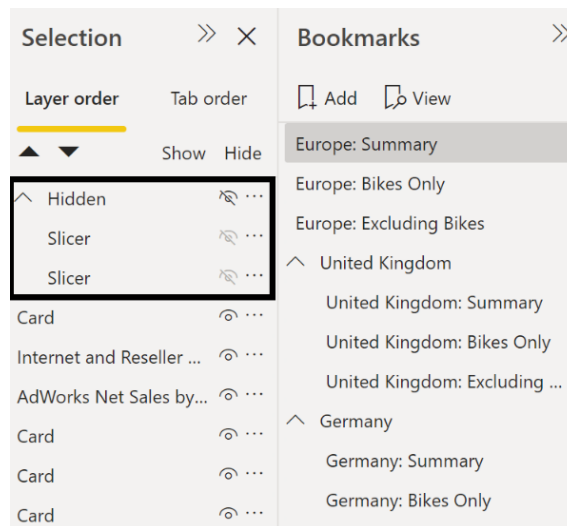 Selection
Layer order Tab order
Show Hide
Hidden
Slicer
Slicer
Card
Internet and Reseller ...
AdWorks Net Sales by...
Card
Card
Card
Bookmarks
Add View
Europe: Summary
Europe: Bikes Only
Europe: Excluding Bikes
United Kingdom
United Kingdom: Summary
United Kingdom: Bikes Only
United Kingdom: Excluding ...
Germany
Germany: Summary
Germany: Bikes Only